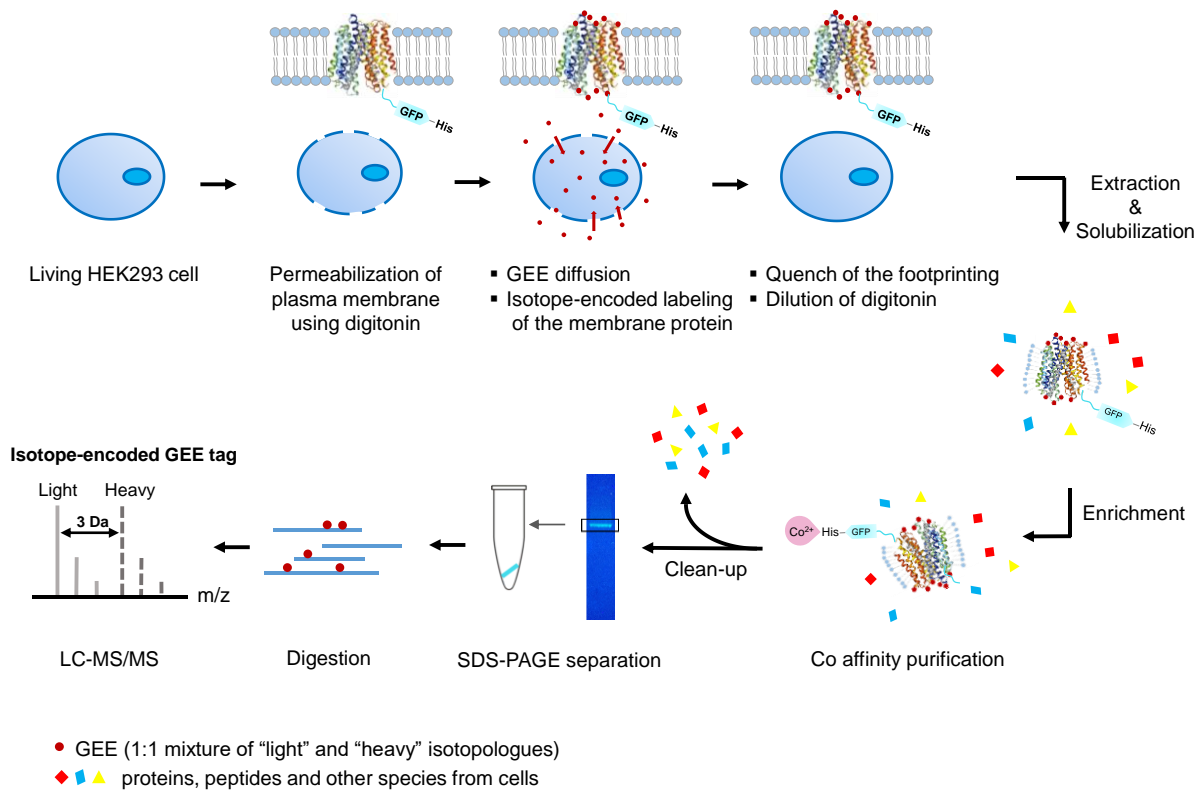 GFP
His
GFP
His
GFP
His
Living HEK293 cell
Permeabilization of
plasma membrane
using digitonin
▪ GEE diffusion
▪ Isotope-encoded labeling
of the membrane protein
▪ Quench of the footprinting
▪ Dilution of digitonin
Extraction
&
Solubilization
GFP
His
Enrichment
Co²⁺
His
GFP
Co affinity purification
Clean-up
SDS-PAGE separation
Digestion
Isotope-encoded GEE tag
Light
Heavy
3 Da
m/z
LC-MS/MS
GEE (1:1 mixture of “light” and “heavy” isotopologues)
proteins, peptides and other species from cells